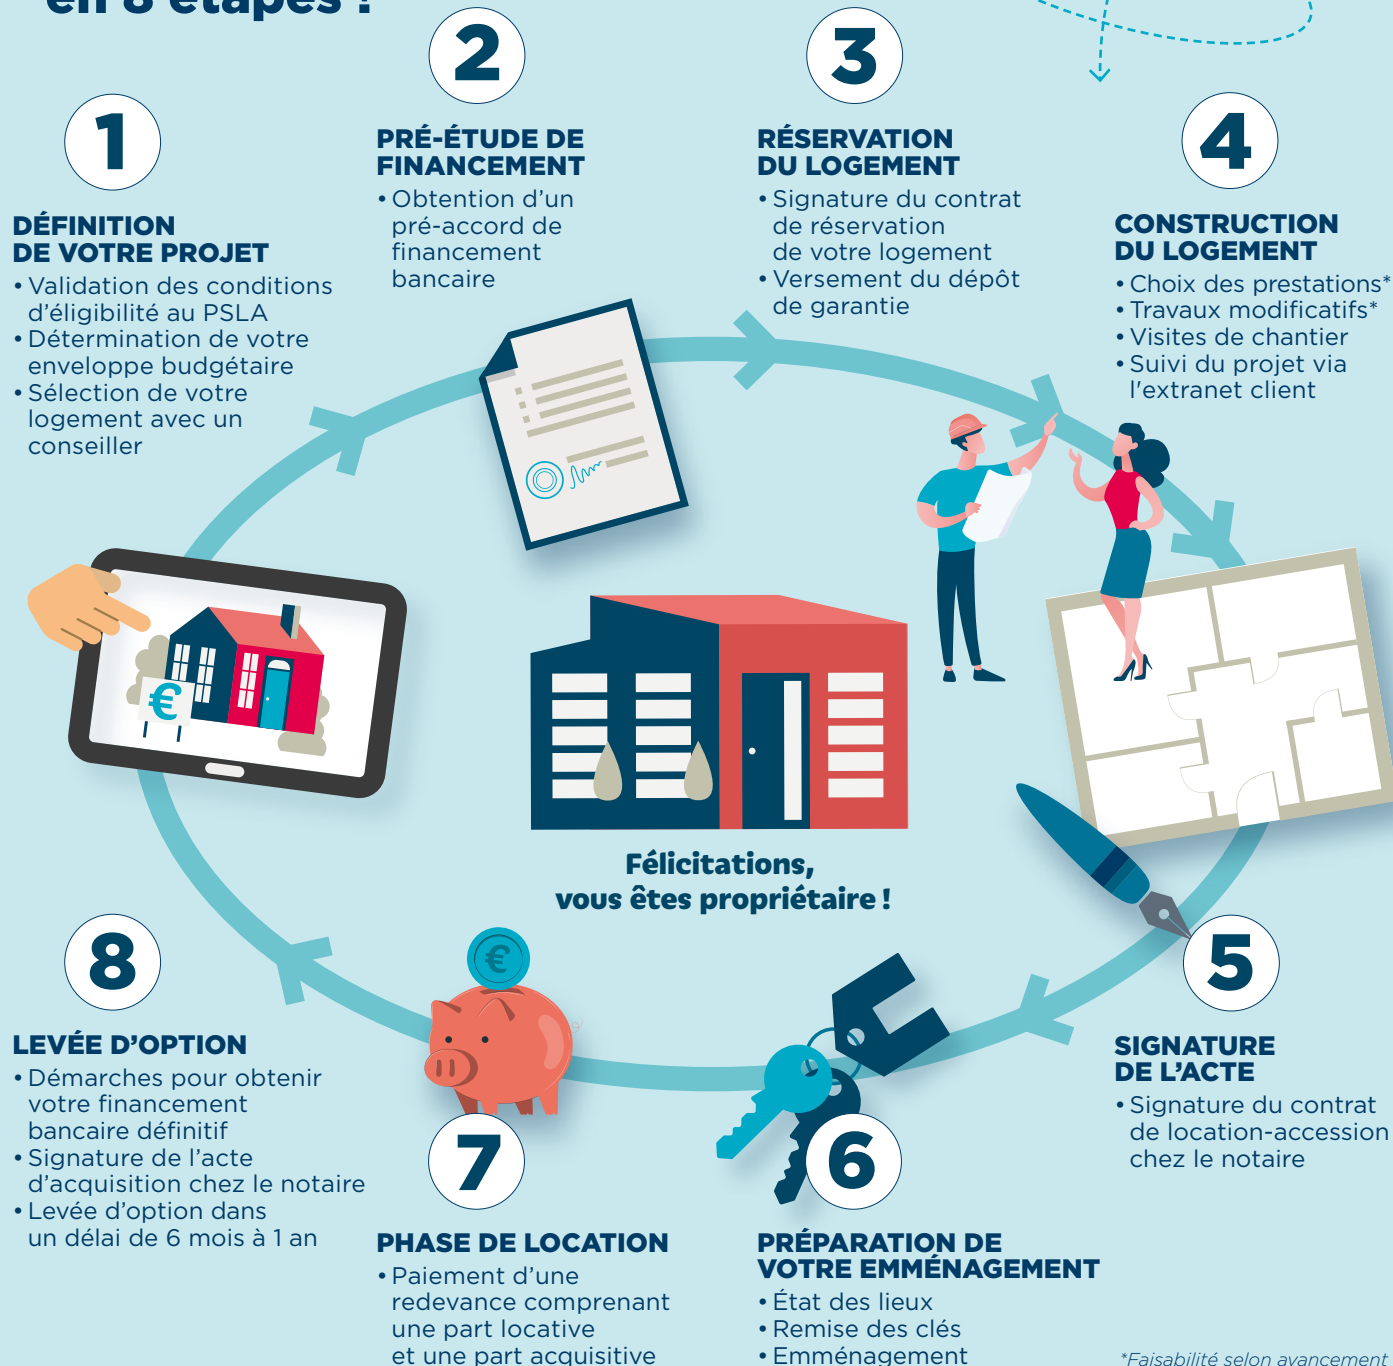 en 8 étapes !
1
DÉFINITION
DE VOTRE PROJET
• Validation des conditions
d'éligibilité au PSLA
• Détermination de votre
enveloppe budgétaire
• Sélection de votre
logement avec un
conseiller
2
PRÉ-ÉTUDE DE
FINANCEMENT
• Obtention d'un
pré-accord de
financement
bancaire
3
RÉSERVATION
DU LOGEMENT
• Signature du contrat
de réservation
de votre logement
• Versement du dépôt
de garantie
4
CONSTRUCTION
DU LOGEMENT
• Choix des prestations*
• Travaux modificatifs*
• Visites de chantier
• Suivi du projet via
l'extranet client
€
Félicitations,
vous êtes propriétaire !
5
SIGNATURE
DE L'ACTE
• Signature du contrat
de location-accession
chez le notaire
6
PRÉPARATION DE
VOTRE EMMÉNAGEMENT
• État des lieux
• Remise des clés
• Emménagement
€
7
PHASE DE LOCATION
• Paiement d'une
redevance comprenant
une part locative
et une part acquisitive
8
LEVÉE D'OPTION
• Démarches pour obtenir
votre financement
bancaire définitif
• Signature de l'acte
d'acquisition chez le notaire
• Levée d'option dans
un délai de 6 mois à 1 an
*Faisabilité selon avancement